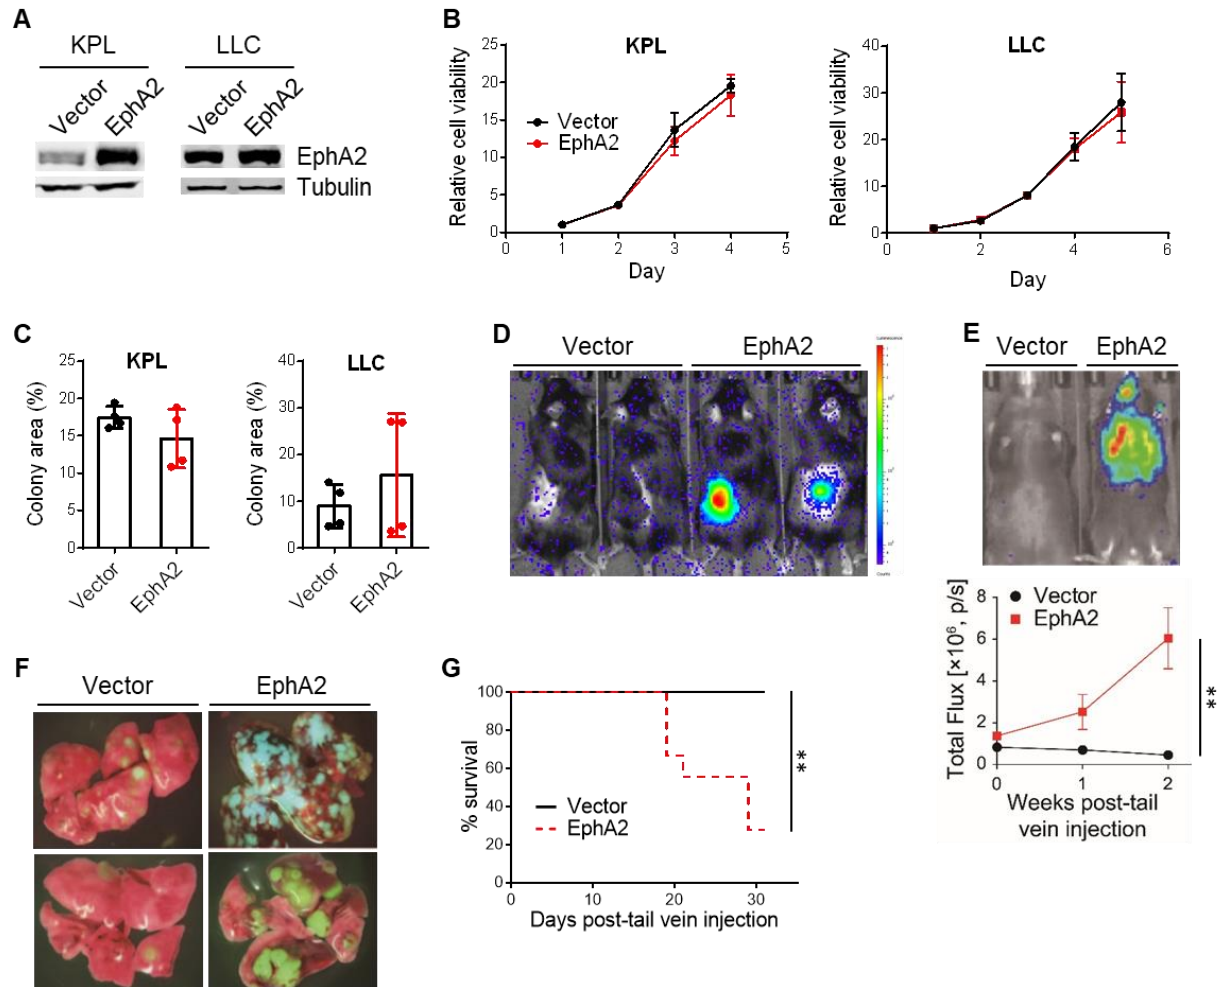 A
KPL
LLC
Vector
EphA2
Vector
EphA2
EphA2
Tubulin
B
KPL
Relative cell viability
25
20
15
10
5
0
Vector
EphA2
0
1
2
3
4
5
Day
LLC
Relative cell viability
40
30
20
10
0
0
2
4
6
Day
C
KPL
Colony area (%)
25
20
15
10
5
0
Vector
EphA2
LLC
Colony area (%)
40
30
20
10
0
Vector
EphA2
D
Vector
EphA2
E
Vector
EphA2
Vector
EphA2
Total Flux [×10⁶, p/s]
8
6
4
2
0
0
1
2
**
Weeks post-tail
vein injection
F
Vector
EphA2
G
% survival
100
80
60
40
20
0
Vector
EphA2
**
0
10
20
30
Days post-tail vein injection